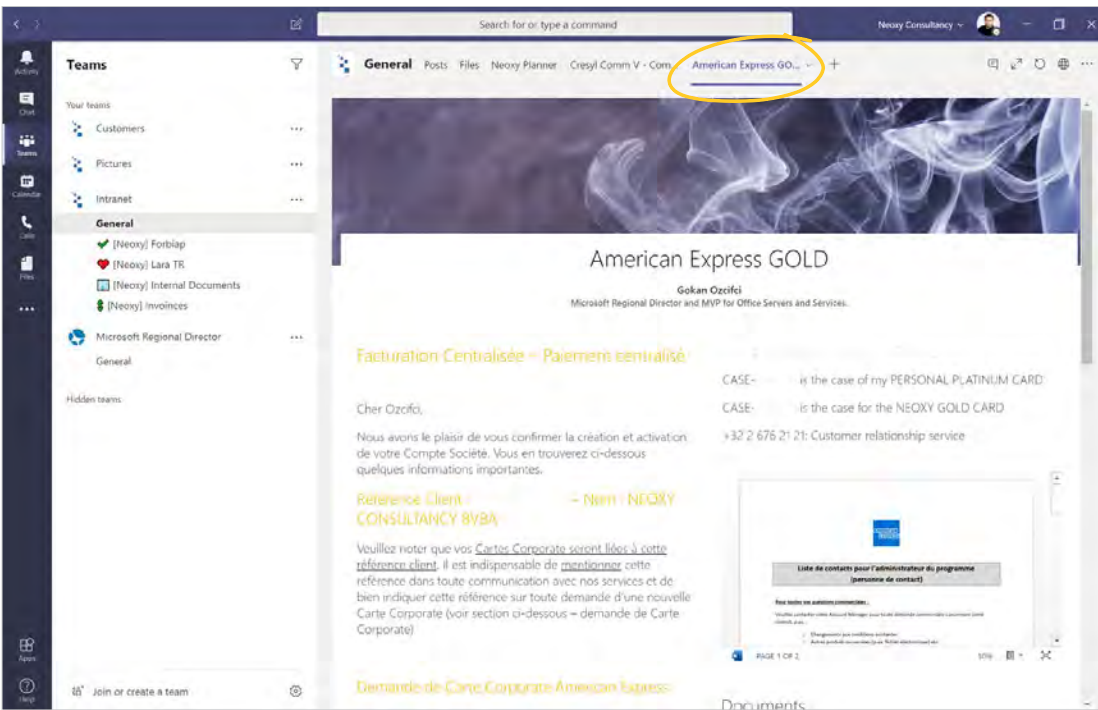 Search for or type a command
Neoxy Consultancy
Activity
Chat
Teams
Calendar
Calls
Files
Apps
Help
Teams
Your teams
Customers
Pictures
Intranet
General
[Neoxy] Forbiap
[Neoxy] Lara TR
[Neoxy] Internal Documents
[Neoxy] Invoinces
Microsoft Regional Director
General
Hidden teams
Join or create a team
General Posts Files Neoxy Planner Cresyl Comm V - Com... American Express GO...
American Express GOLD
Gokan Ozcifci
Microsoft Regional Director and MVP for Office Servers and Services.
Facturation Centralisée – Paiement centralisé
Cher Ozcifci,
Nous avons le plaisir de vous confirmer la création et activation
de votre Compte Société. Vous en trouverez ci-dessous
quelques informations importantes.
Référence Client : – Nom : NEOXY
CONSULTANCY BVBA
Veuillez noter que vos Cartes Corporate seront liées à cette
référence client. Il est indispensable de mentionner cette
référence dans toute communication avec nos services et de
bien indiquer cette référence sur toute demande d'une nouvelle
Carte Corporate (voir section ci-dessous – demande de Carte
Corporate)
Demande de Carte Corporate American Express
CASE- is the case of my PERSONAL PLATINUM CARD
CASE- is the case for the NEOXY GOLD CARD
+32 2 676 21 21: Customer relationship service
Liste de contacts pour l'administrateur du programme
(personne de contact)
Pour toutes vos questions commerciales :
PAGE 1 OF 2
Documents